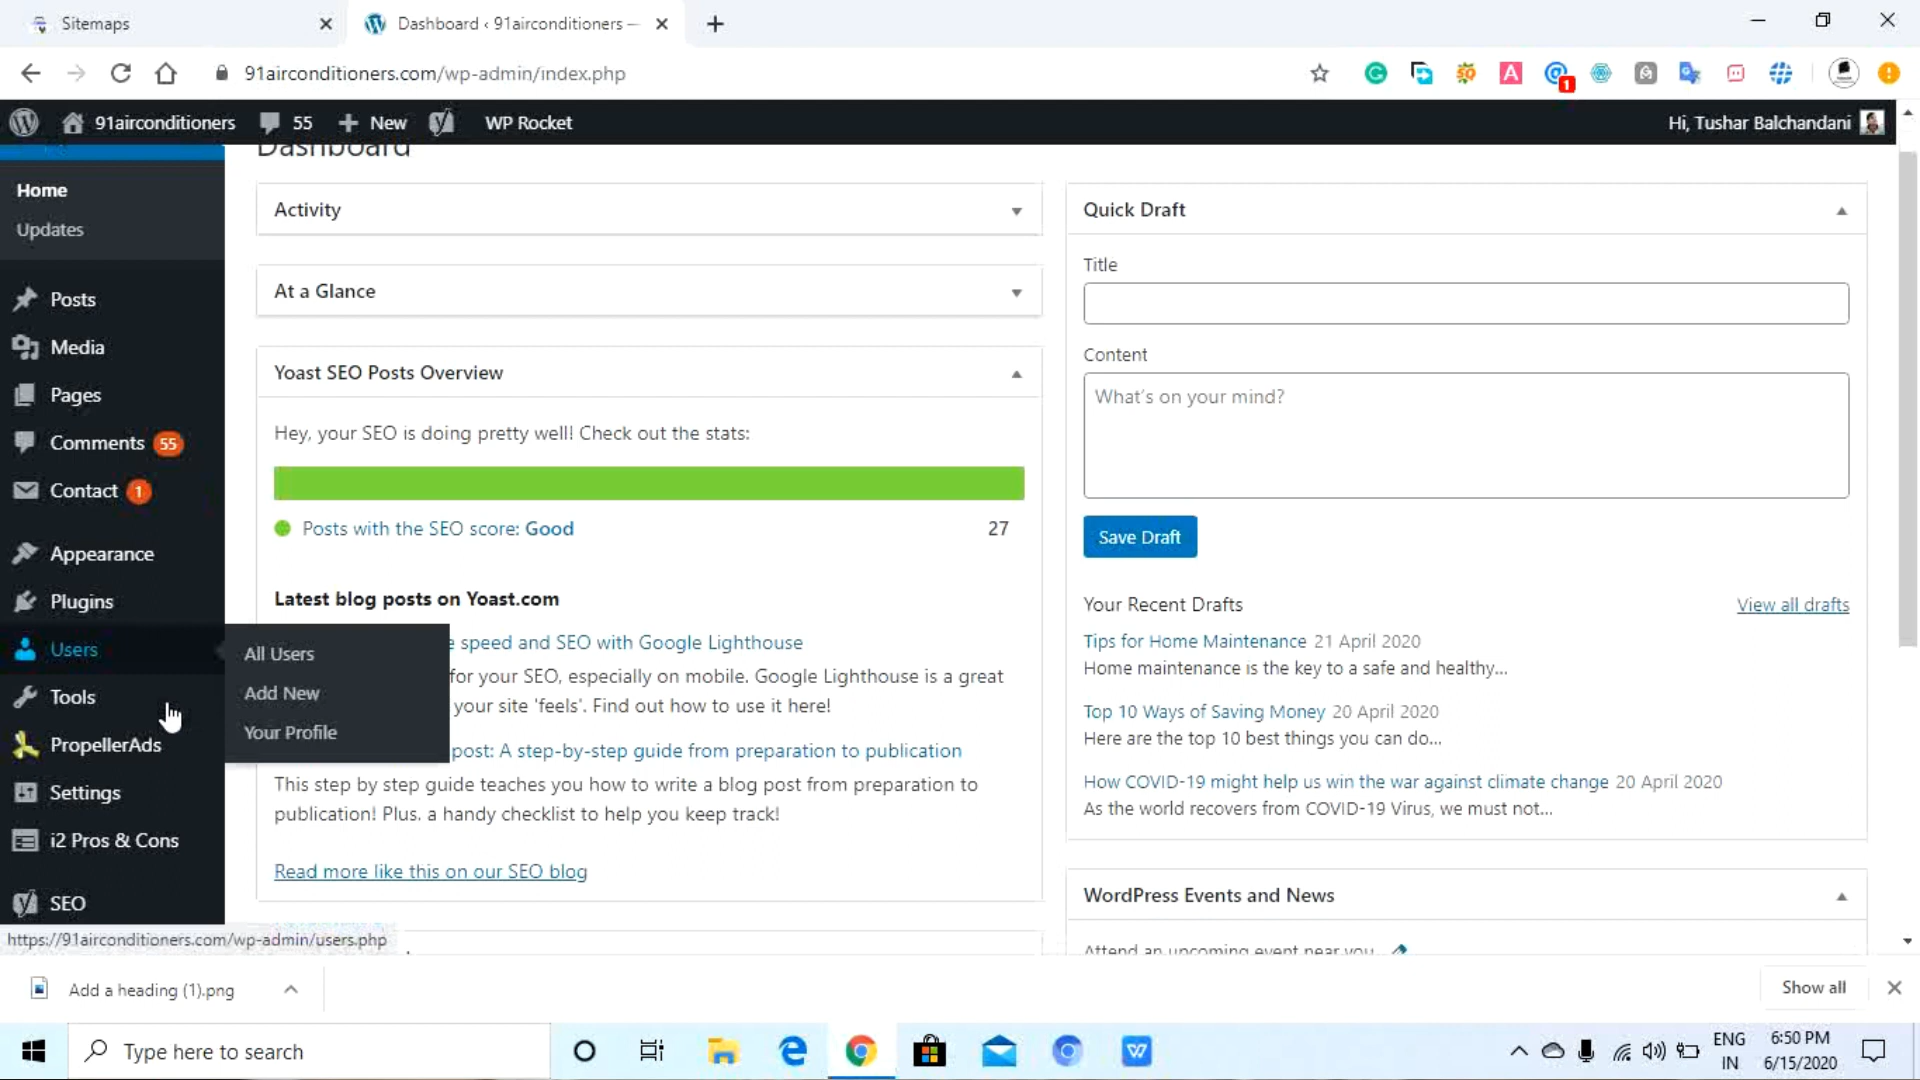 Sitemaps
Dashboard ‹ 91airconditioners —
91airconditioners.com/wp-admin/index.php
91airconditioners 55 New WP Rocket Hi, Tushar Balchandani
Dashboard
Home
Updates
Posts
Media
Pages
Comments 55
Contact 1
Appearance
Plugins
Users
Tools
PropellerAds
Settings
i2 Pros & Cons
SEO
All Users
Add New
Your Profile
Activity
At a Glance
Yoast SEO Posts Overview
Hey, your SEO is doing pretty well! Check out the stats:
Posts with the SEO score: Good 27
Latest blog posts on Yoast.com
speed and SEO with Google Lighthouse
for your SEO, especially on mobile. Google Lighthouse is a great
your site 'feels'. Find out how to use it here!
post: A step-by-step guide from preparation to publication
This step by step guide teaches you how to write a blog post from preparation to
publication! Plus. a handy checklist to help you keep track!
Read more like this on our SEO blog
Quick Draft
Title
Content
What's on your mind?
Save Draft
Your Recent Drafts View all drafts
Tips for Home Maintenance 21 April 2020
Home maintenance is the key to a safe and healthy...
Top 10 Ways of Saving Money 20 April 2020
Here are the top 10 best things you can do...
How COVID-19 might help us win the war against climate change 20 April 2020
As the world recovers from COVID-19 Virus, we must not...
WordPress Events and News
Attend an upcoming event near you.
https://91airconditioners.com/wp-admin/users.php
Add a heading (1).png
Show all
Type here to search
ENG
IN
6:50 PM
6/15/2020